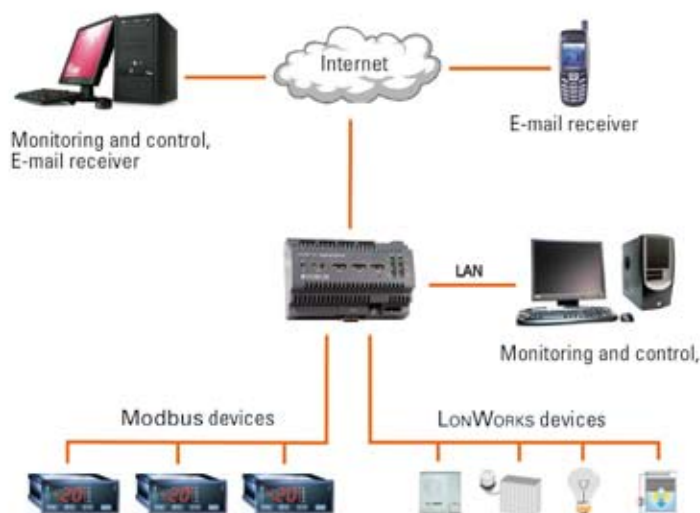 Internet
Monitoring and control,
E-mail receiver
E-mail receiver
LAN
Monitoring and control,
Modbus devices
LONWORKS devices